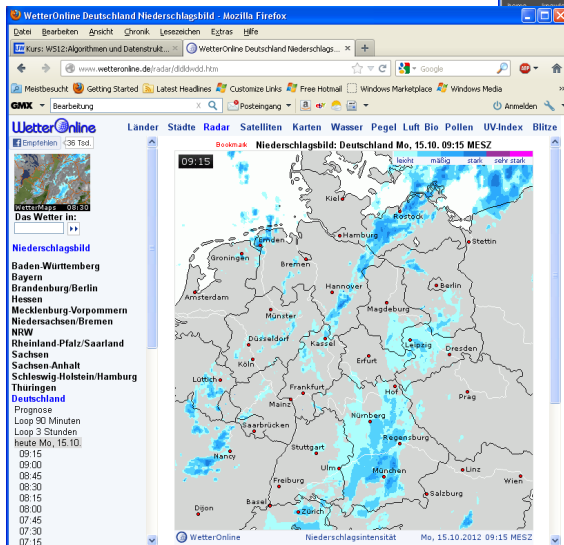 WetterOnline Deutschland Niederschlagsbild - Mozilla Firefox
Datei Bearbeiten Ansicht Chronik Lesezeichen Extras Hilfe
Kurs: WS12:Algorithmen und Datenstrukt...
WetterOnline Deutschland Niederschlags...
www.wetteronline.de/radar/dldldwdd.htm
Google
ABP
Meistbesucht Getting Started Latest Headlines Customize Links Free Hotmail Windows Marketplace Windows Media
GMX Bearbeitung Posteingang Anmelden
WetterOnline
Länder Städte Radar Satelliten Karten Wasser Pegel Luft Bio Pollen UV-Index Blitze
Empfehlen 36 Tsd.
Bookmark Niederschlagsbild: Deutschland Mo, 15.10. 09:15 MESZ
WetterMaps 08:30
Das Wetter in:
Niederschlagsbild
Baden-Württemberg
Bayern
Brandenburg/Berlin
Hessen
Mecklenburg-Vorpommern
Niedersachsen/Bremen
NRW
Rheinland-Pfalz/Saarland
Sachsen
Sachsen-Anhalt
Schleswig-Holstein/Hamburg
Thüringen
Deutschland
Prognose
Loop 90 Minuten
Loop 3 Stunden
heute Mo, 15.10.
09:15
09:00
08:45
08:30
08:15
08:00
07:45
07:30
07:15
09:15
leicht mäßig stark sehr stark
Kiel
Rostock
Hamburg
Stettin
Emden
Groningen
Bremen
Amsterdam
Hannover
Berlin
Münster
Magdeburg
Düsseldorf
Kassel
Leipzig
Dresden
Köln
Erfurt
Lüttich
Frankfurt
Hof
Prag
Mainz
Nürnberg
Saarbrücken
Regensburg
Nancy
Stuttgart
Ulm
München
Linz
Wien
Freiburg
Salzburg
Dijon
Basel
Zürich
WetterOnline Niederschlagsintensität Mo, 15.10.2012 09:15 MESZ